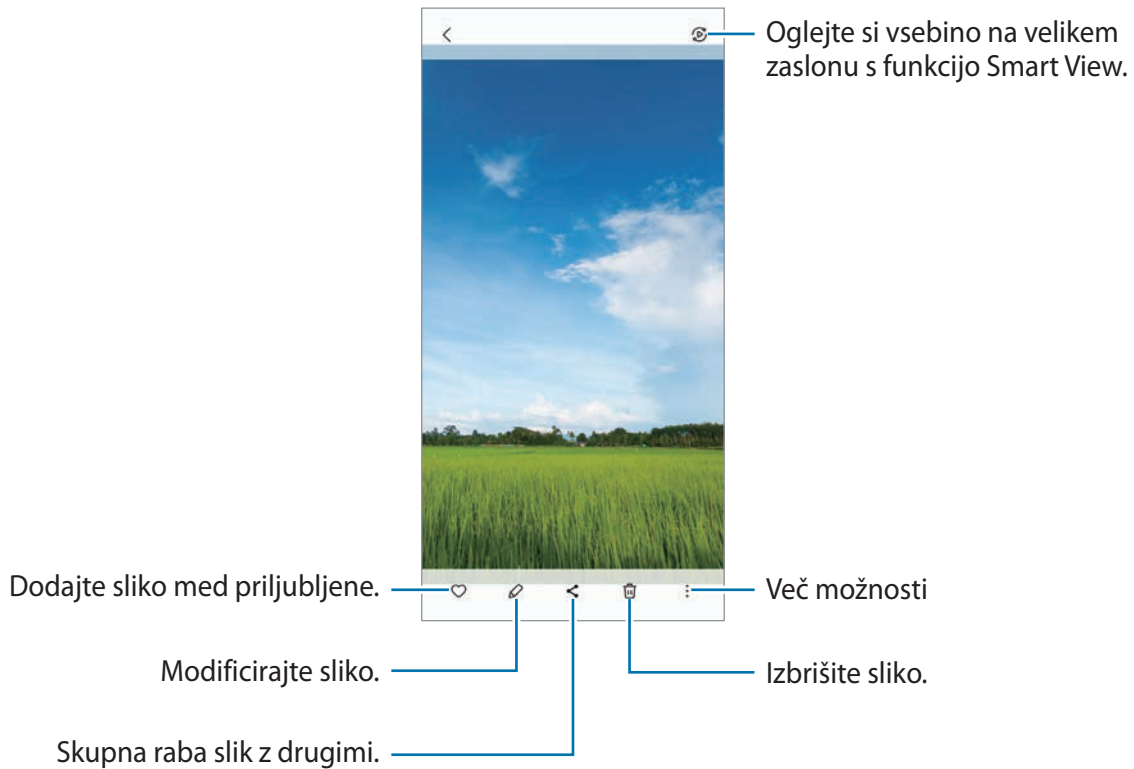 Oglejte si vsebino na velikem
zaslonu s funkcijo Smart View.
Dodajte sliko med priljubljene.
Več možnosti
Modificirajte sliko.
Izbrišite sliko.
Skupna raba slik z drugimi.